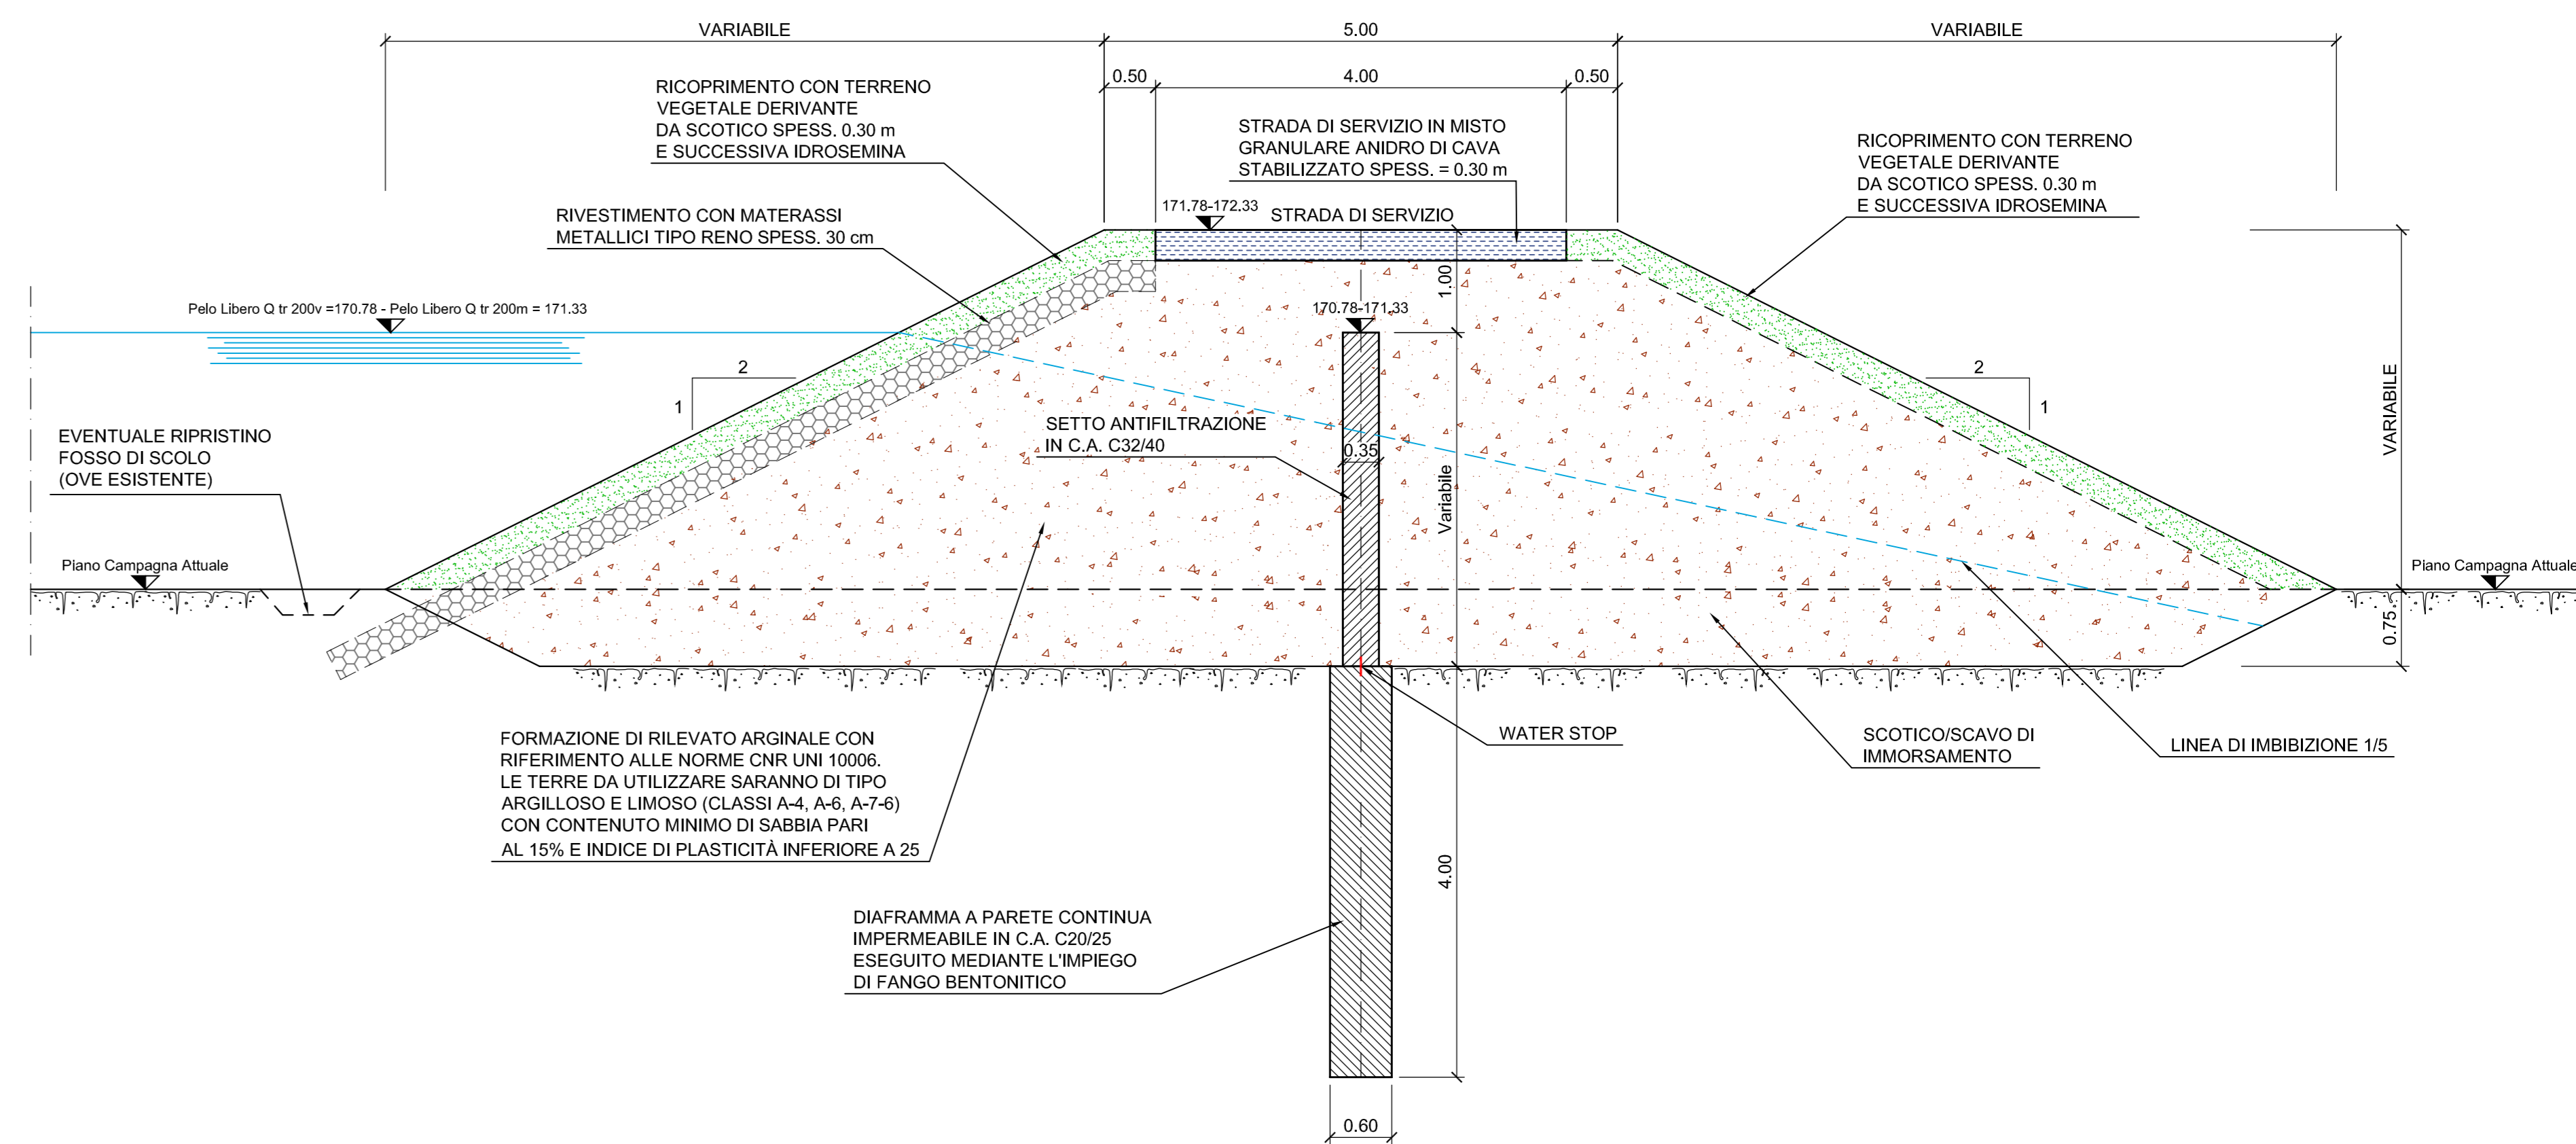 VARIABILE
5.00
VARIABILE
0.50
4.00
0.50
RICOPRIMENTO CON TERRENO
VEGETALE DERIVANTE
DA SCOTICO SPESS. 0.30 m
E SUCCESSIVA IDROSEMINA
STRADA DI SERVIZIO IN MISTO
GRANULARE ANIDRO DI CAVA
STABILIZZATO SPESS. = 0.30 m
RICOPRIMENTO CON TERRENO
VEGETALE DERIVANTE
DA SCOTICO SPESS. 0.30 m
E SUCCESSIVA IDROSEMINA
RIVESTIMENTO CON MATERASSI
METALLICI TIPO RENO SPESS. 30 cm
171.78-172.33
STRADA DI SERVIZIO
1.00
Pelo Libero Q tr 200v =170.78 - Pelo Libero Q tr 200m = 171.33
170.78-171.33
2
1
2
1
VARIABILE
SETTO ANTIFILTRAZIONE
IN C.A. C32/40
0.35
Variabile
EVENTUALE RIPRISTINO
FOSSO DI SCOLO
(OVE ESISTENTE)
Piano Campagna Attuale
Piano Campagna Attuale
0.75
WATER STOP
SCOTICO/SCAVO DI
IMMORSAMENTO
LINEA DI IMBIBIZIONE 1/5
FORMAZIONE DI RILEVATO ARGINALE CON
RIFERIMENTO ALLE NORME CNR UNI 10006.
LE TERRE DA UTILIZZARE SARANNO DI TIPO
ARGILLOSO E LIMOSO (CLASSI A-4, A-6, A-7-6)
CON CONTENUTO MINIMO DI SABBIA PARI
AL 15% E INDICE DI PLASTICITÀ INFERIORE A 25
4.00
DIAFRAMMA A PARETE CONTINUA
IMPERMEABILE IN C.A. C20/25
ESEGUITO MEDIANTE L'IMPIEGO
DI FANGO BENTONITICO
0.60